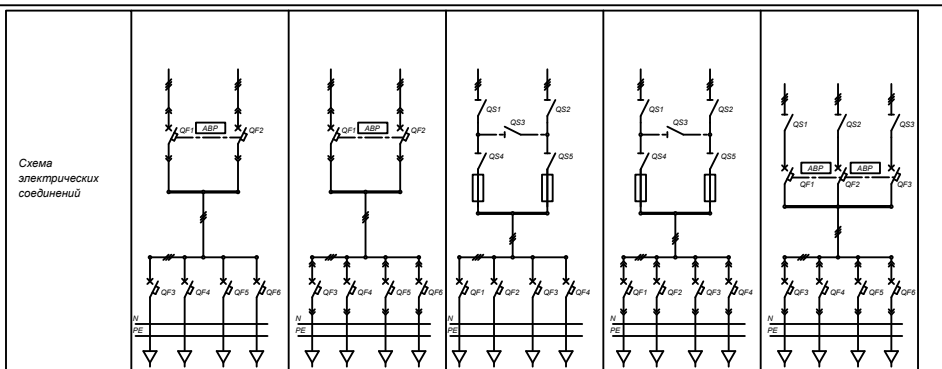 Схема
электрических
соединений
QF1 АВР QF2
QF3 QF4 QF5 QF6
N
PE
QF1 АВР QF2
QF3 QF4 QF5 QF6
N
PE
QS1 QS2
QS3
QS4 QS5
QF1 QF2 QF3 QF4
N
PE
QS1 QS2
QS3
QS4 QS5
QF1 QF2 QF3 QF4
N
PE
QS1 QS2 QS3
АВР АВР
QF1 QF2 QF3
QF3 QF4 QF5 QF6
N
PE